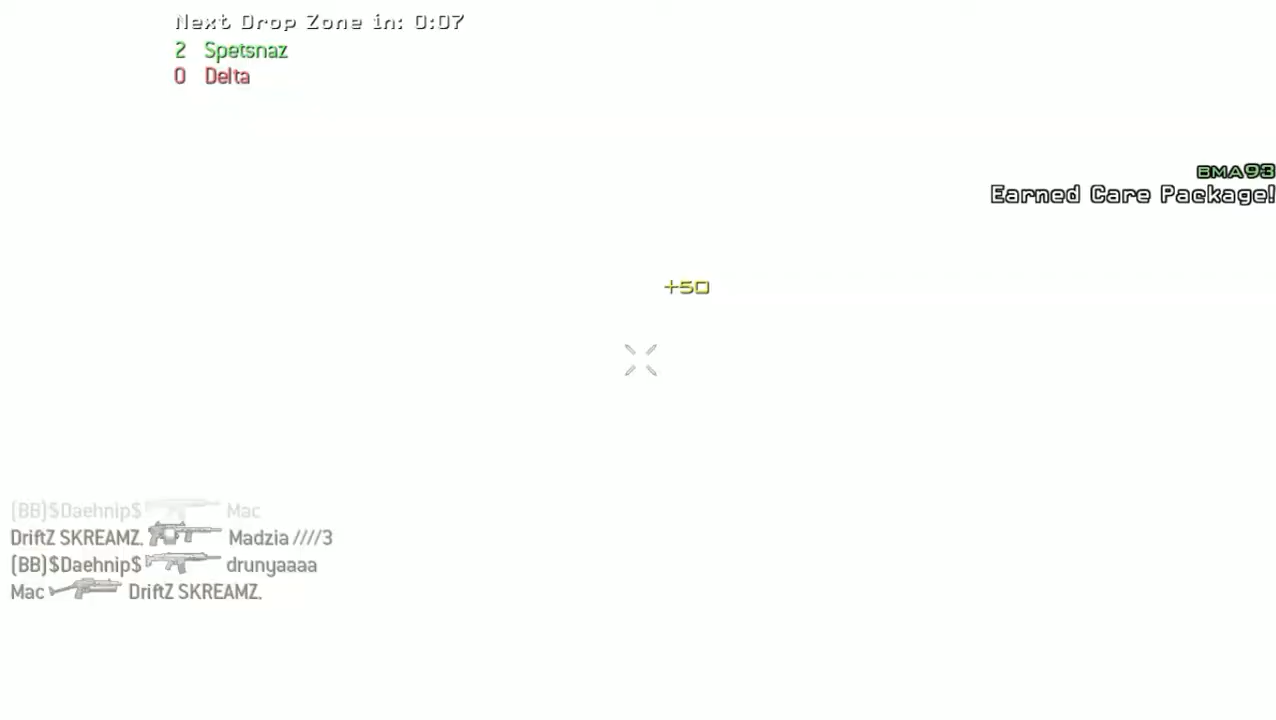 Next Drop Zone in: 0:07
2 Spetsnaz
0 Delta
BMA93
Earned Care Package!
+50
(BB)$Daehnip$ Mac
DriftZ SKREAMZ. Madzia ////3
(BB)$Daehnip$ drunyaaaa
Mac DriftZ SKREAMZ.